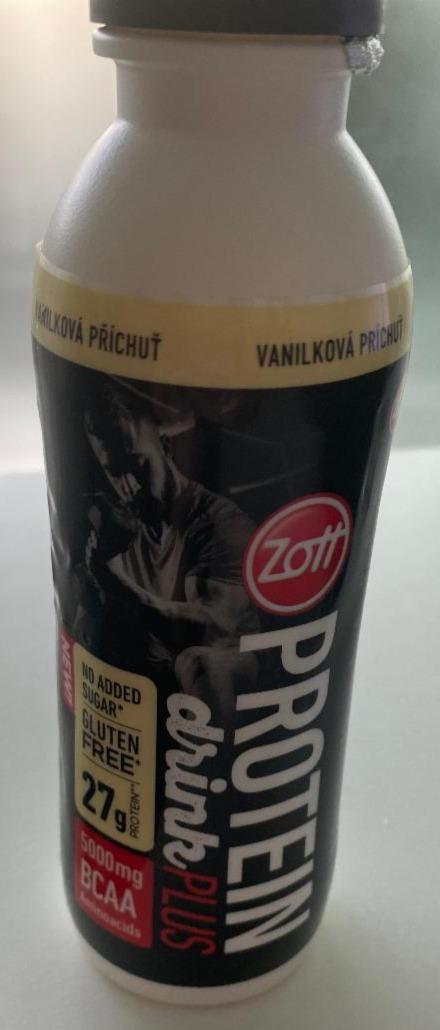 VANILKOVÁ PŘÍCHUŤ
VANILKOVÁ PŘÍCHUŤ
Zott
PROTEIN
drink PLUS
NEW
NO ADDED
SUGAR*
GLUTEN
FREE*
27g
PROTEIN**
5000mg
BCAA
Aminoacids